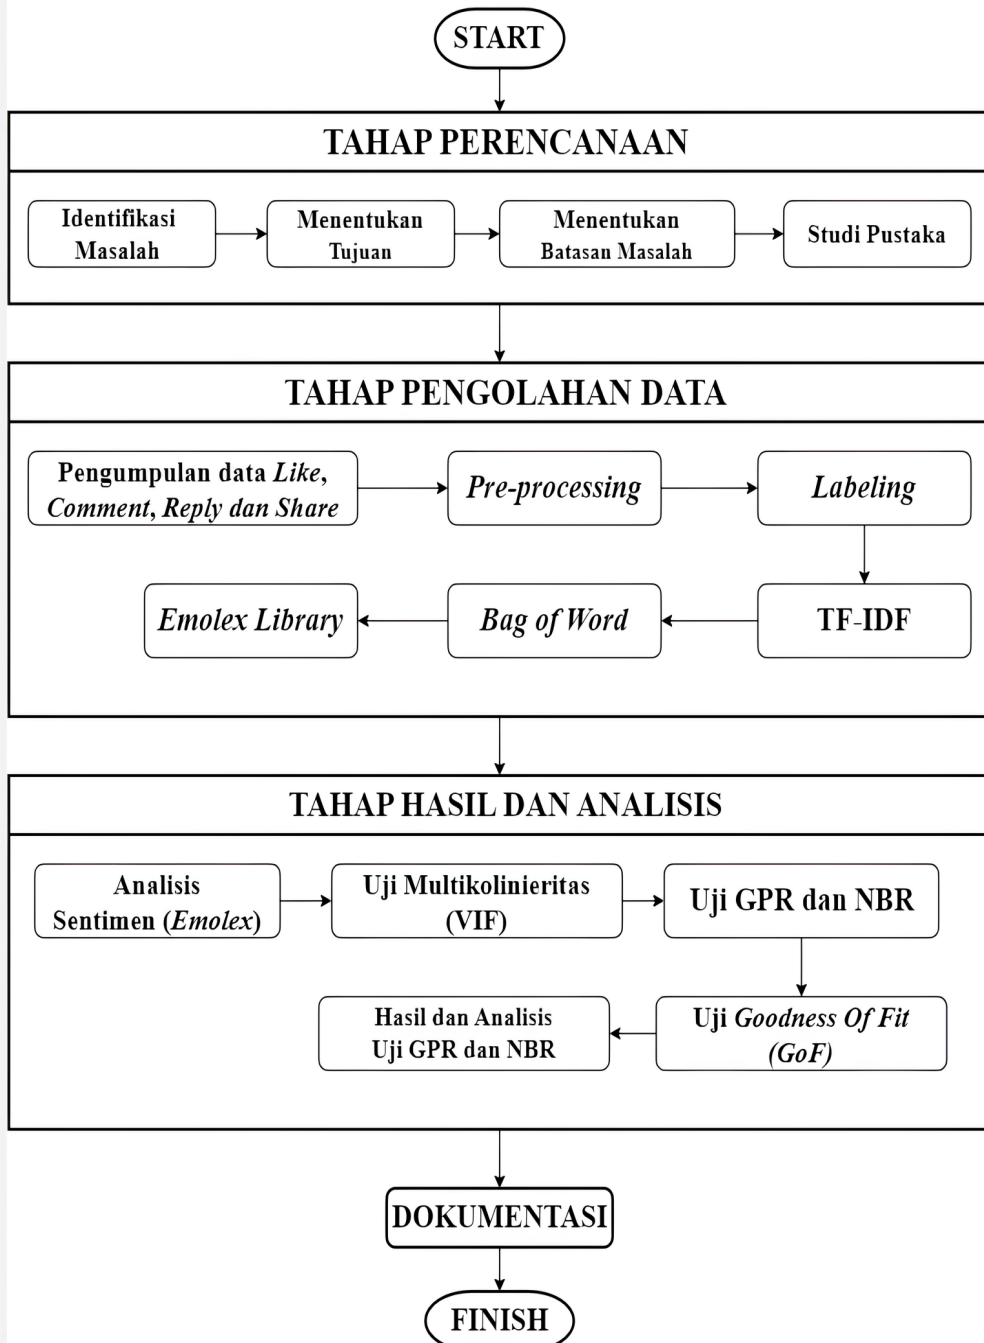 START
TAHAP PERENCANAAN
Identifikasi
Masalah
Menentukan
Tujuan
Menentukan
Batasan Masalah
Studi Pustaka
TAHAP PENGOLAHAN DATA
Pengumpulan data Like,
Comment, Reply dan Share
Pre-processing
Labeling
TF-IDF
Bag of Word
Emolex Library
TAHAP HASIL DAN ANALISIS
Analisis
Sentimen (Emolex)
Uji Multikolinieritas
(VIF)
Uji GPR dan NBR
Uji Goodness Of Fit
(GoF)
Hasil dan Analisis
Uji GPR dan NBR
DOKUMENTASI
FINISH